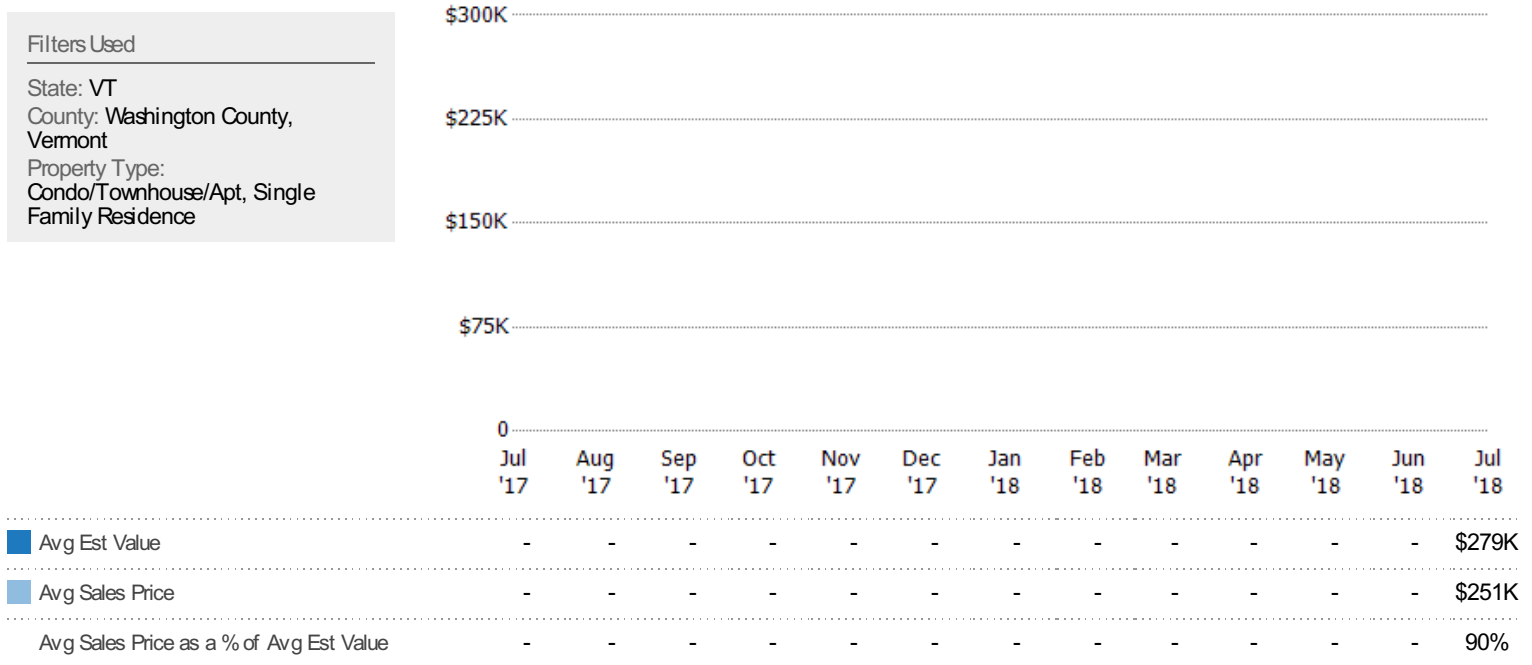 Filters Used
State: VT
County: Washington County,
Vermont
Property Type:
Condo/Townhouse/Apt, Single
Family Residence
$300K
$225K
$150K
$75K
0
Jul '17 Aug '17 Sep '17 Oct '17 Nov '17 Dec '17 Jan '18 Feb '18 Mar '18 Apr '18 May '18 Jun '18 Jul '18
Avg Est Value - - - - - - - - - - - - $279K
Avg Sales Price - - - - - - - - - - - - $251K
Avg Sales Price as a % of Avg Est Value - - - - - - - - - - - - 90%